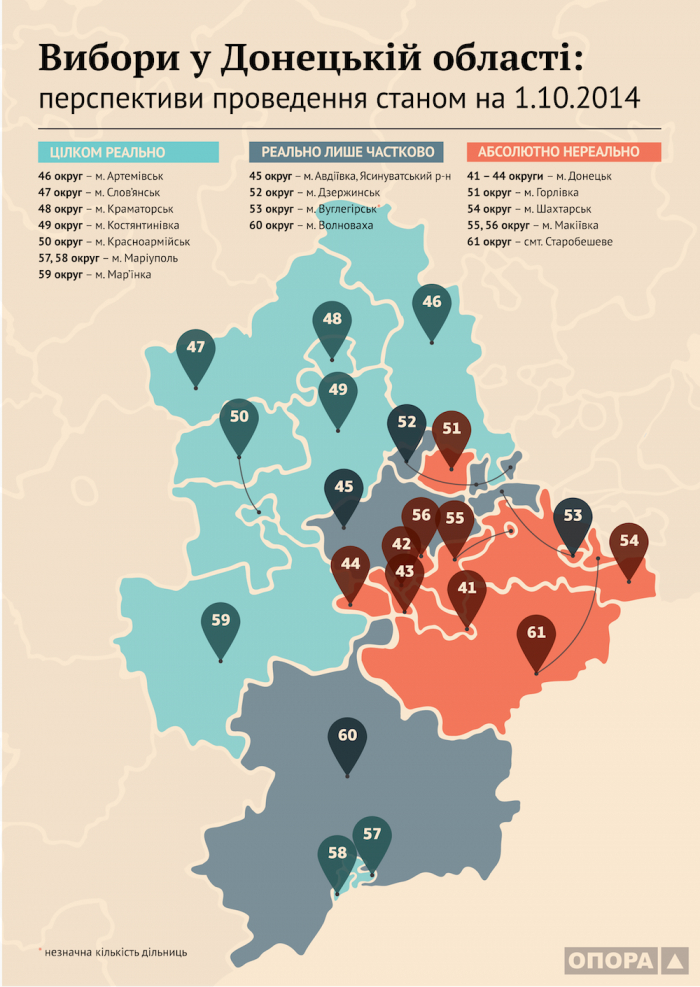 Вибори у Донецькій області:
перспективи проведення станом на 1.10.2014
ЦІЛКОМ РЕАЛЬНО
46 округ – м. Артемівськ
47 округ – м. Слов'янськ
48 округ – м. Краматорськ
49 округ – м. Костянтинівка
50 округ – м. Красноармійськ
57, 58 округ – м. Маріуполь
59 округ – м. Мар'їнка
РЕАЛЬНО ЛИШЕ ЧАСТКОВО
45 округ – м. Авдіївка, Ясинуватський р-н
52 округ – м. Дзержинськ
53 округ – м. Вуглегірськ*
60 округ – м. Волноваха
АБСОЛЮТНО НЕРЕАЛЬНО
41 – 44 округи – м. Донецьк
51 округ – м. Горлівка
54 округ – м. Шахтарськ
55, 56 округ – м. Макіївка
61 округ – смт. Старобешеве
46
48
47
49
50
52
51
45
56
55
53
42
54
44
43
41
59
61
60
57
58
* незначна кількість дільниць
ОПОРА